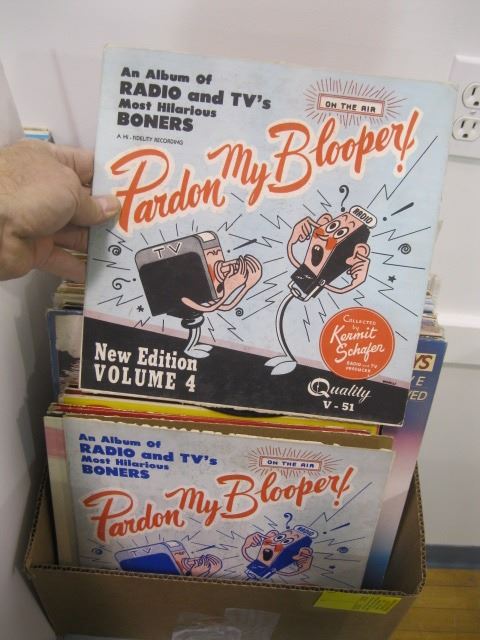 An Album of
RADIO and TV's
Most Hilarious
BONERS
A HI-FIDELITY RECORDING
ON THE AIR
Pardon My Blooper!
TV
RADIO
COLLECTED
by
Kermit
Schafer
RADIO and TV
PRODUCER
New Edition
VOLUME 4
Quality
V-51
An Album of
RADIO and TV's
Most Hilarious
BONERS
ON THE AIR
Pardon My Blooper!
TV
RADIO